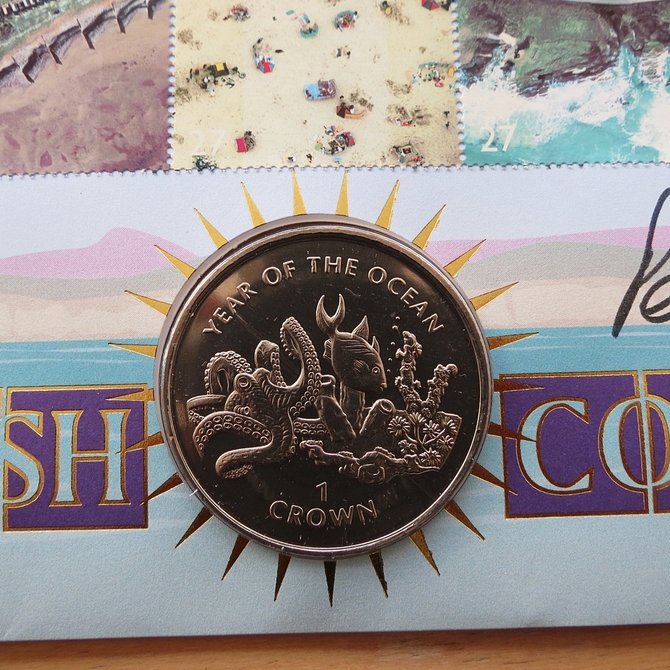 27
27
YEAR OF THE OCEAN
SH CO
1
CROWN